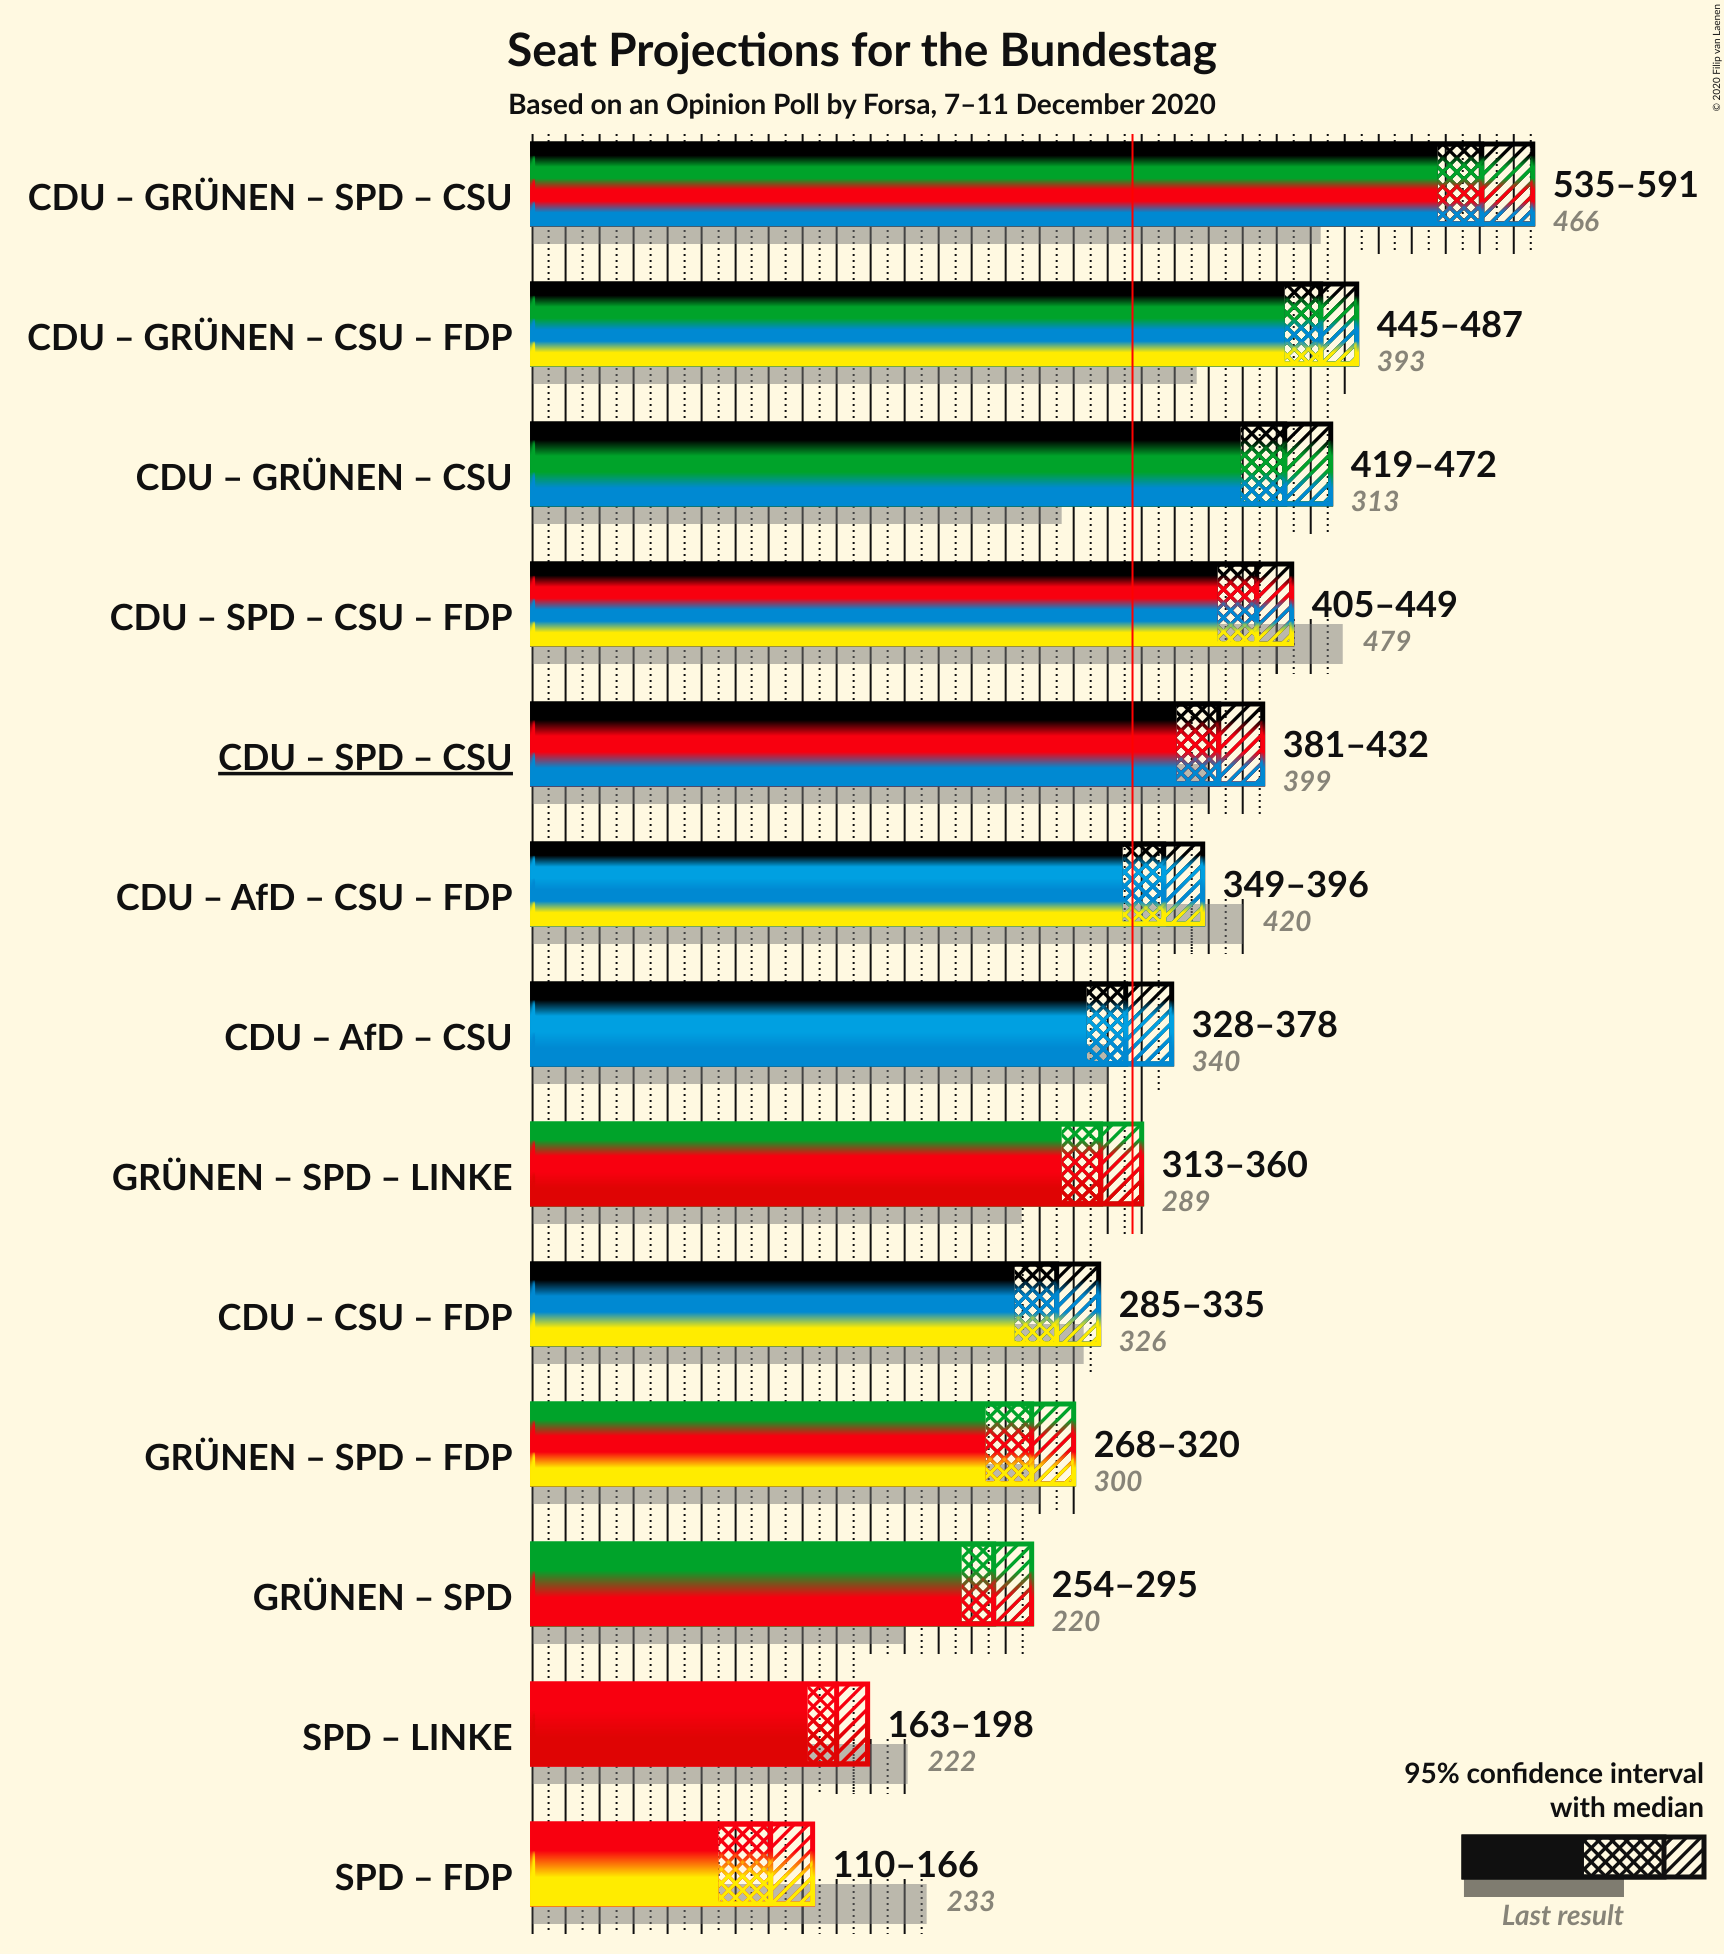 Seat Projections for the Bundestag
Based on an Opinion Poll by Forsa, 7–11 December 2020
© 2020 Filip van Laenen
CDU – GRÜNEN – SPD – CSU
535–591
466
CDU – GRÜNEN – CSU – FDP
445–487
393
CDU – GRÜNEN – CSU
419–472
313
CDU – SPD – CSU – FDP
405–449
479
CDU – SPD – CSU
381–432
399
CDU – AfD – CSU – FDP
349–396
420
CDU – AfD – CSU
328–378
340
GRÜNEN – SPD – LINKE
313–360
289
CDU – CSU – FDP
285–335
326
GRÜNEN – SPD – FDP
268–320
300
GRÜNEN – SPD
254–295
220
SPD – LINKE
163–198
222
SPD – FDP
110–166
233
95% confidence interval
with median
Last result